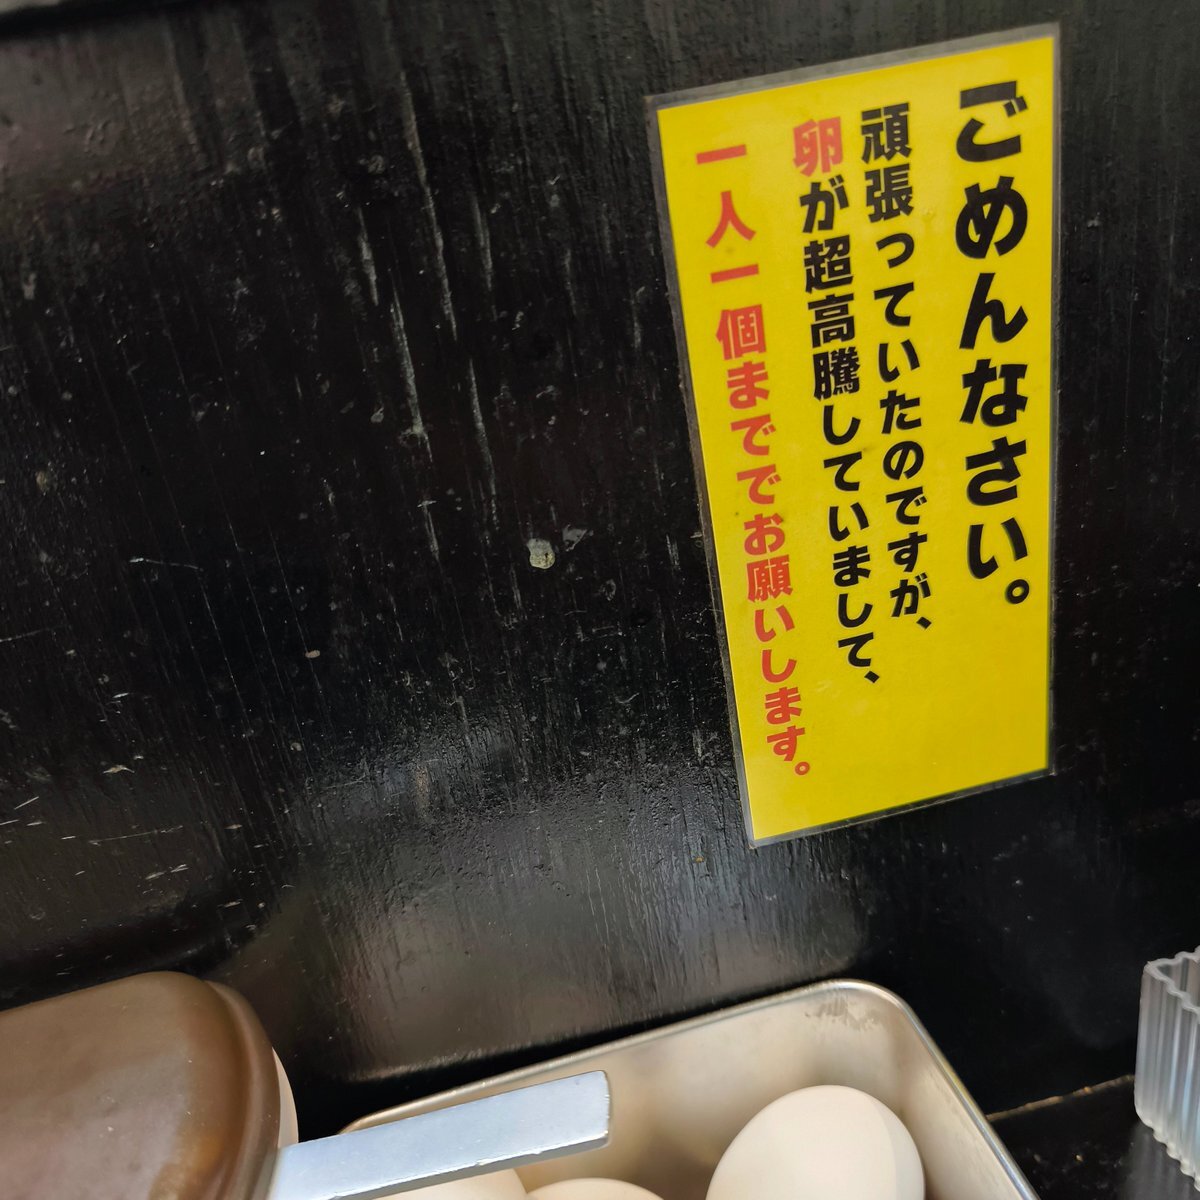 ごめんなさい。
頑張っていたのですが、
卵が超高騰していまして、
一人一個まででお願いします。